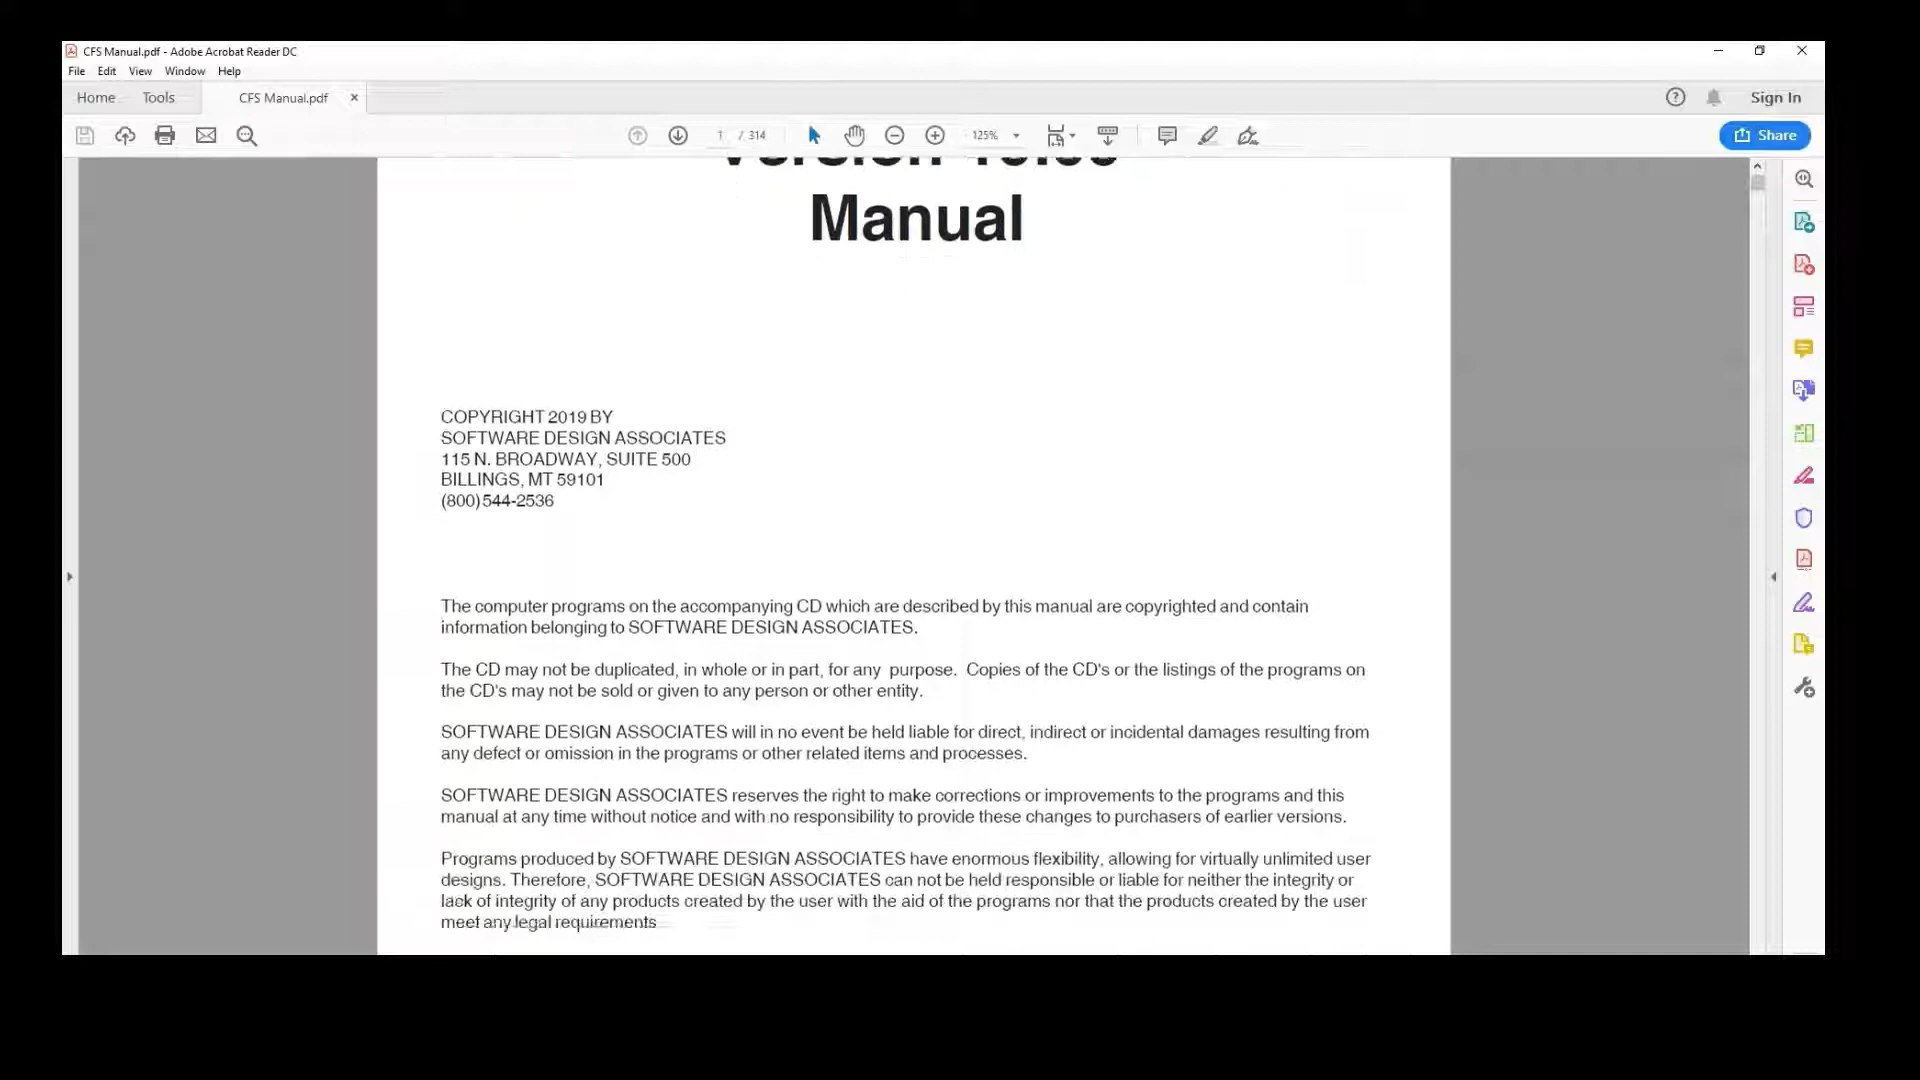 CFS Manual.pdf - Adobe Acrobat Reader DC
File Edit View Window Help
Home Tools CFS Manual.pdf Sign In
1 / 314 125% Share
Version
Manual
COPYRIGHT 2019 BY
SOFTWARE DESIGN ASSOCIATES
115 N. BROADWAY, SUITE 500
BILLINGS, MT 59101
(800) 544-2536
The computer programs on the accompanying CD which are described by this manual are copyrighted and contain
information belonging to SOFTWARE DESIGN ASSOCIATES.
The CD may not be duplicated, in whole or in part, for any purpose. Copies of the CD's or the listings of the programs on
the CD's may not be sold or given to any person or other entity.
SOFTWARE DESIGN ASSOCIATES will in no event be held liable for direct, indirect or incidental damages resulting from
any defect or omission in the programs or other related items and processes.
SOFTWARE DESIGN ASSOCIATES reserves the right to make corrections or improvements to the programs and this
manual at any time without notice and with no responsibility to provide these changes to purchasers of earlier versions.
Programs produced by SOFTWARE DESIGN ASSOCIATES have enormous flexibility, allowing for virtually unlimited user
designs. Therefore, SOFTWARE DESIGN ASSOCIATES can not be held responsible or liable for neither the integrity or
lack of integrity of any products created by the user with the aid of the programs nor that the products created by the user
meet any legal requirements